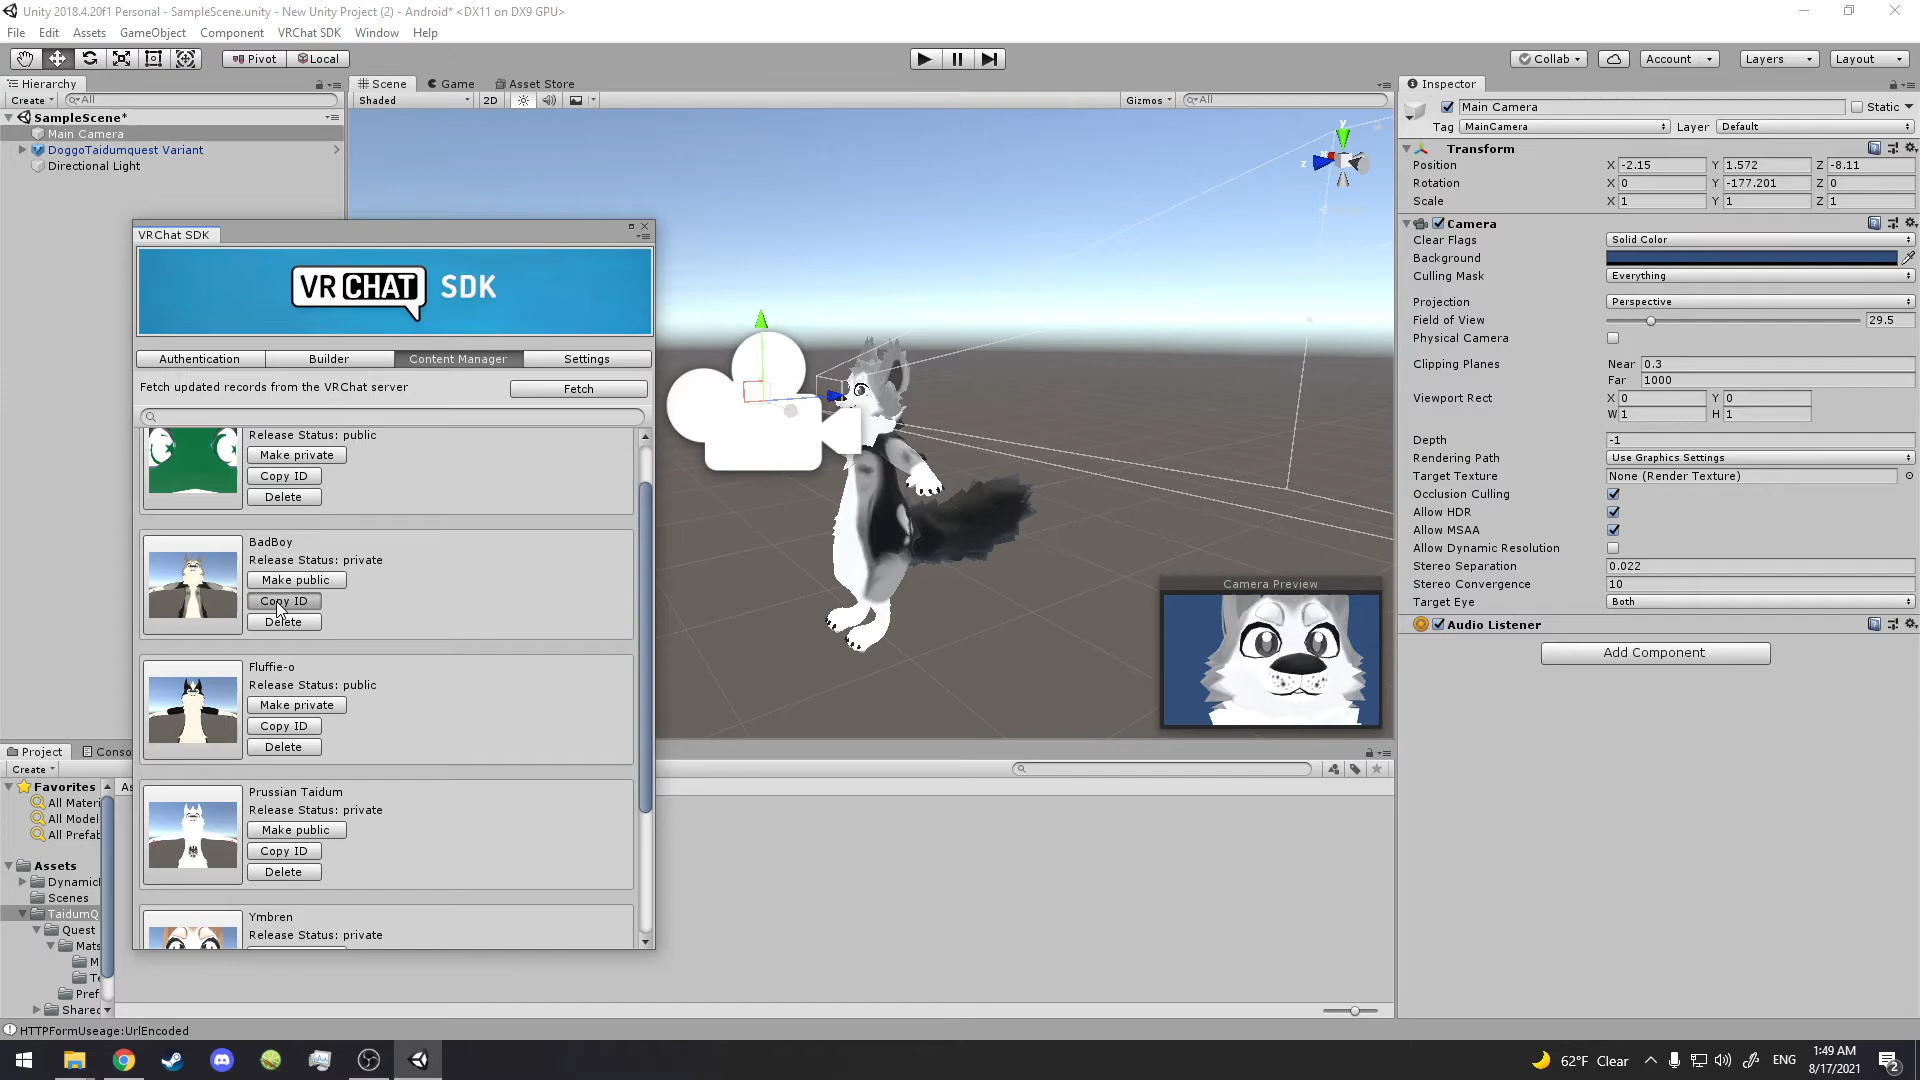 Unity 2018.4.20f1 Personal - SampleScene.unity - New Unity Project (2) - Android* <DX11 on DX9 GPU>
File Edit Assets GameObject Component VRChat SDK Window Help
Pivot Local Collab Account Layers Layout
Hierarchy
Create All
SampleScene*
Main Camera
DoggoTaidumquest Variant
Directional Light
Scene Game Asset Store
Shaded 2D Gizmos All
y
z
VRChat SDK
VR CHAT SDK
Authentication Builder Content Manager Settings
Fetch updated records from the VRChat server Fetch
Release Status: public
Make private
Copy ID
Delete
BadBoy
Release Status: private
Make public
Copy ID
Delete
Fluffie-o
Release Status: public
Make private
Copy ID
Delete
Prussian Taidum
Release Status: private
Make public
Copy ID
Delete
Ymbren
Release Status: private
Camera Preview
Project Conso
Create
Favorites
All Materi
All Model
All Prefab
As
Assets
Dynamicl
Scenes
TaidumQ
Quest
Mats
M
Te
Pref
Sharec
HTTPFormUseage:UrlEncoded
Inspector
Main Camera Static
Tag MainCamera Layer Default
Transform
Position X -2.15 Y 1.572 Z -8.11
Rotation X 0 Y -177.201 Z 0
Scale X 1 Y 1 Z 1
Camera
Clear Flags Solid Color
Background
Culling Mask Everything
Projection Perspective
Field of View 29.5
Physical Camera
Clipping Planes Near 0.3
Far 1000
Viewport Rect X 0 Y 0
W 1 H 1
Depth -1
Rendering Path Use Graphics Settings
Target Texture None (Render Texture)
Occlusion Culling
Allow HDR
Allow MSAA
Allow Dynamic Resolution
Stereo Separation 0.022
Stereo Convergence 10
Target Eye Both
Audio Listener
Add Component
62°F Clear ENG 1:49 AM
8/17/2021 2